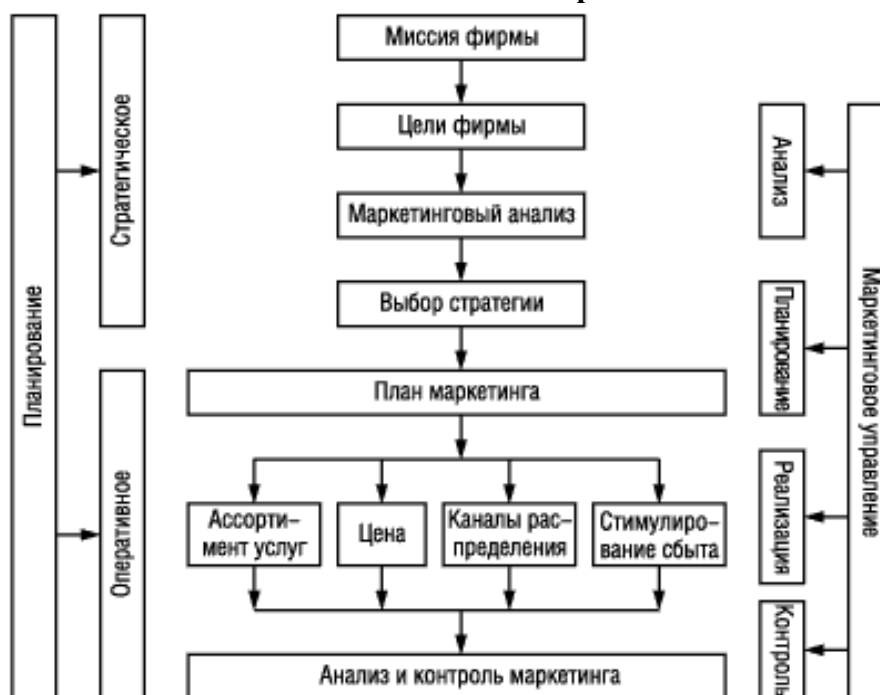 Миссия фирмы
Цели фирмы
Маркетинговый анализ
Выбор стратегии
План маркетинга
Ассорти-
мент услуг
Цена
Каналы рас-
пределения
Стимулиро-
вание сбыта
Анализ и контроль маркетинга
Планирование
Стратегическое
Оперативное
Анализ
Планирование
Реализация
Контроль
Маркетинговое управление